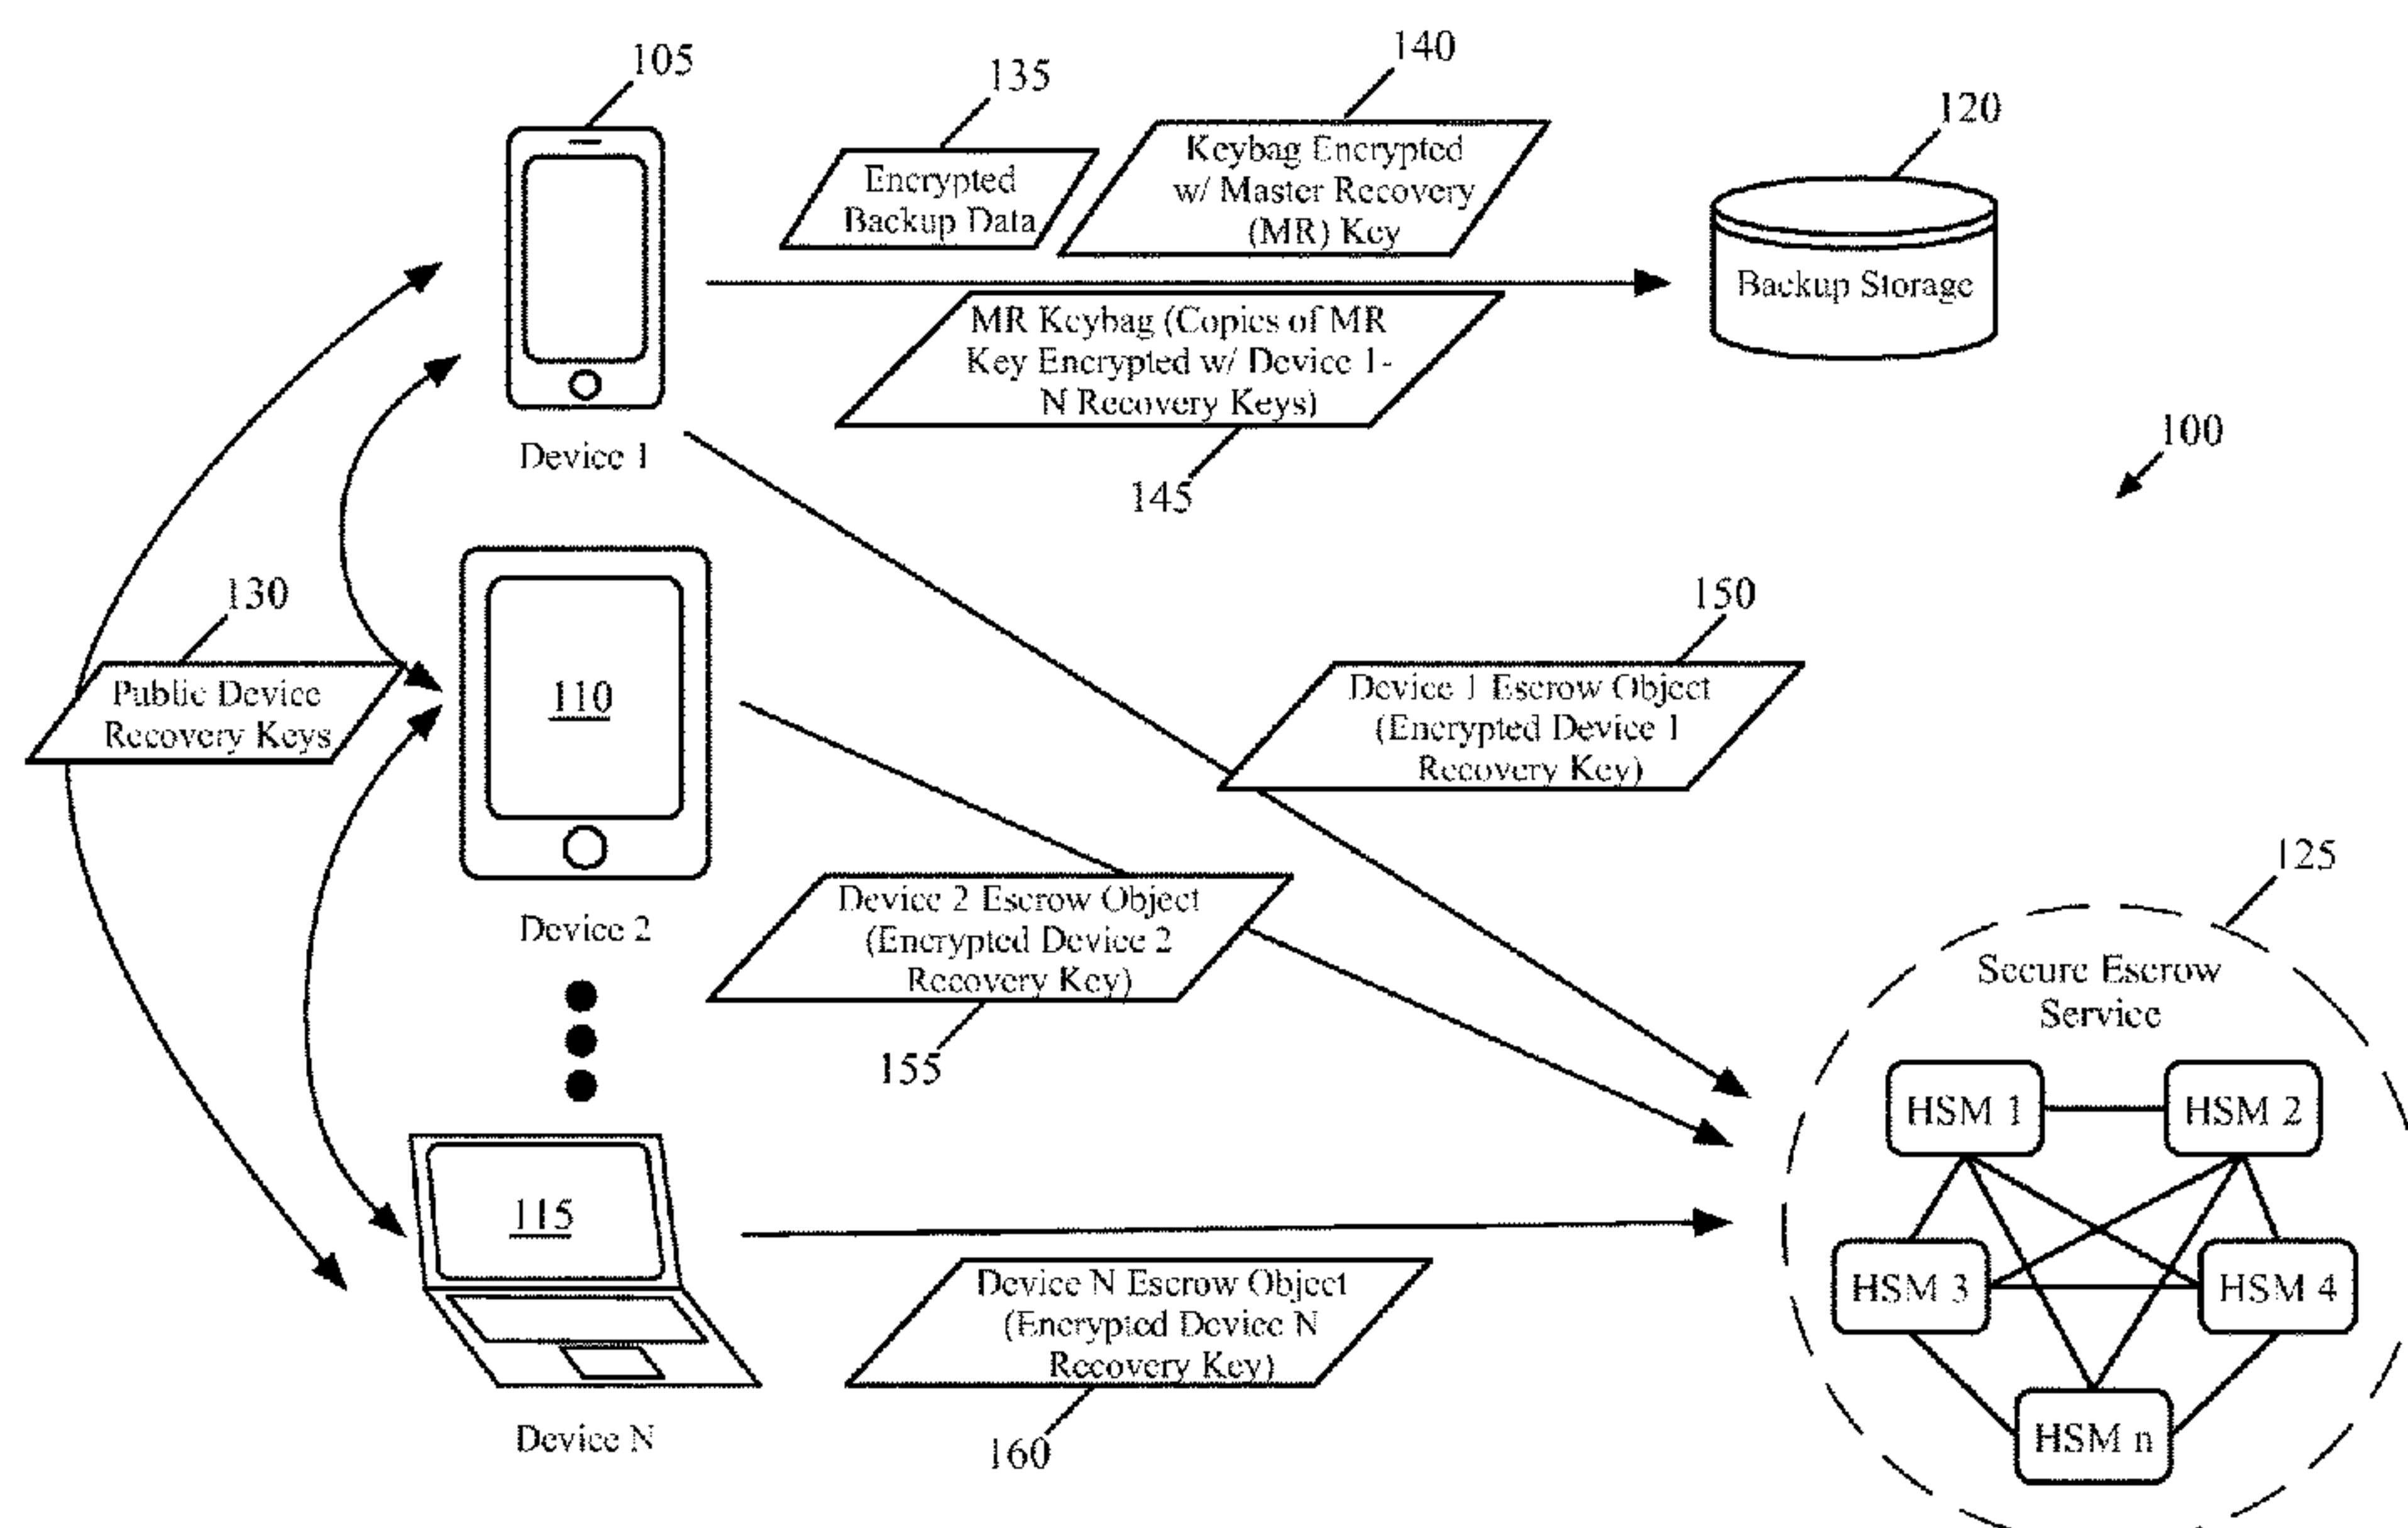 105
135
140
120
Encrypted
Backup Data
Keybag Encrypted
w/ Master Recovery
(MR) Key
Backup Storage
MR Keybag (Copies of MR
Key Encrypted w/ Device 1-
N Recovery Keys)
145
100
Device 1
130
Public Device
Recovery Keys
110
Device 2
150
Device 1 Escrow Object
(Encrypted Device 1
Recovery Key)
Device 2 Escrow Object
(Encrypted Device 2
Recovery Key)
155
125
Secure Escrow
Service
HSM 1
HSM 2
HSM 3
HSM 4
HSM n
115
Device N
Device N Escrow Object
(Encrypted Device N
Recovery Key)
160